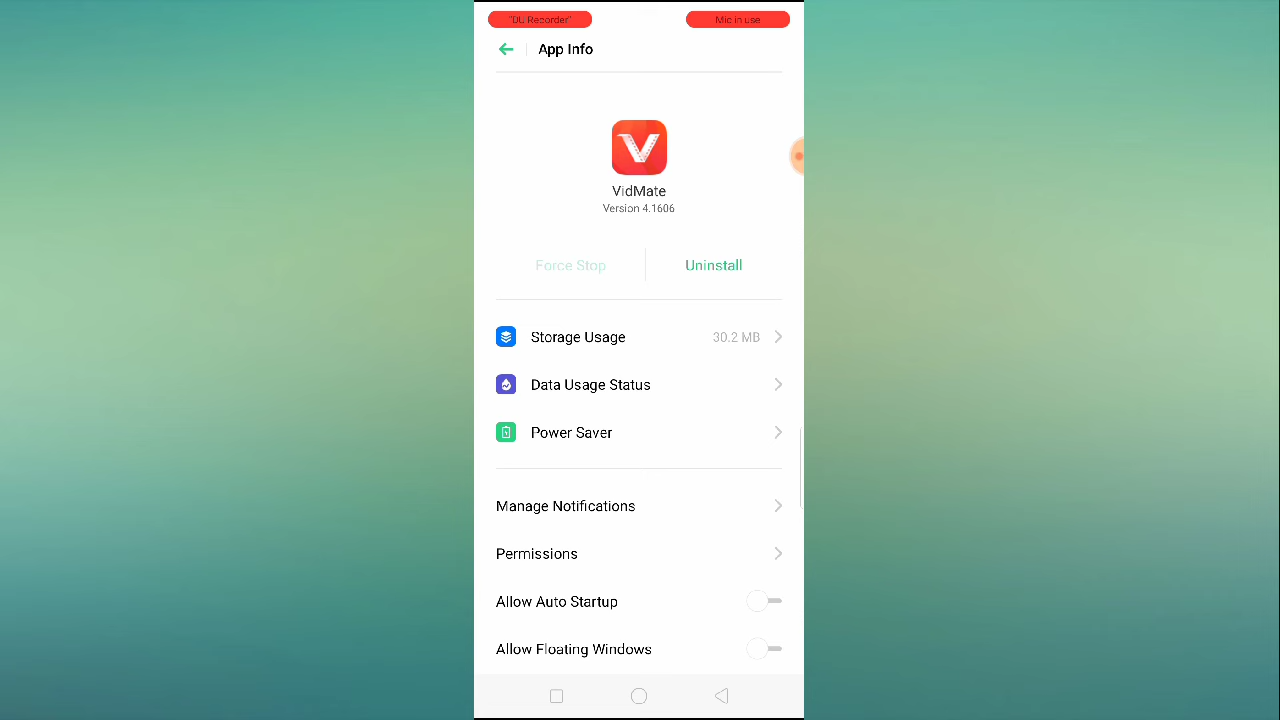 "DU Recorder"
Mic in use
App Info
VidMate
Version 4.1606
Force Stop
Uninstall
Storage Usage
30.2 MB
Data Usage Status
Power Saver
Manage Notifications
Permissions
Allow Auto Startup
Allow Floating Windows